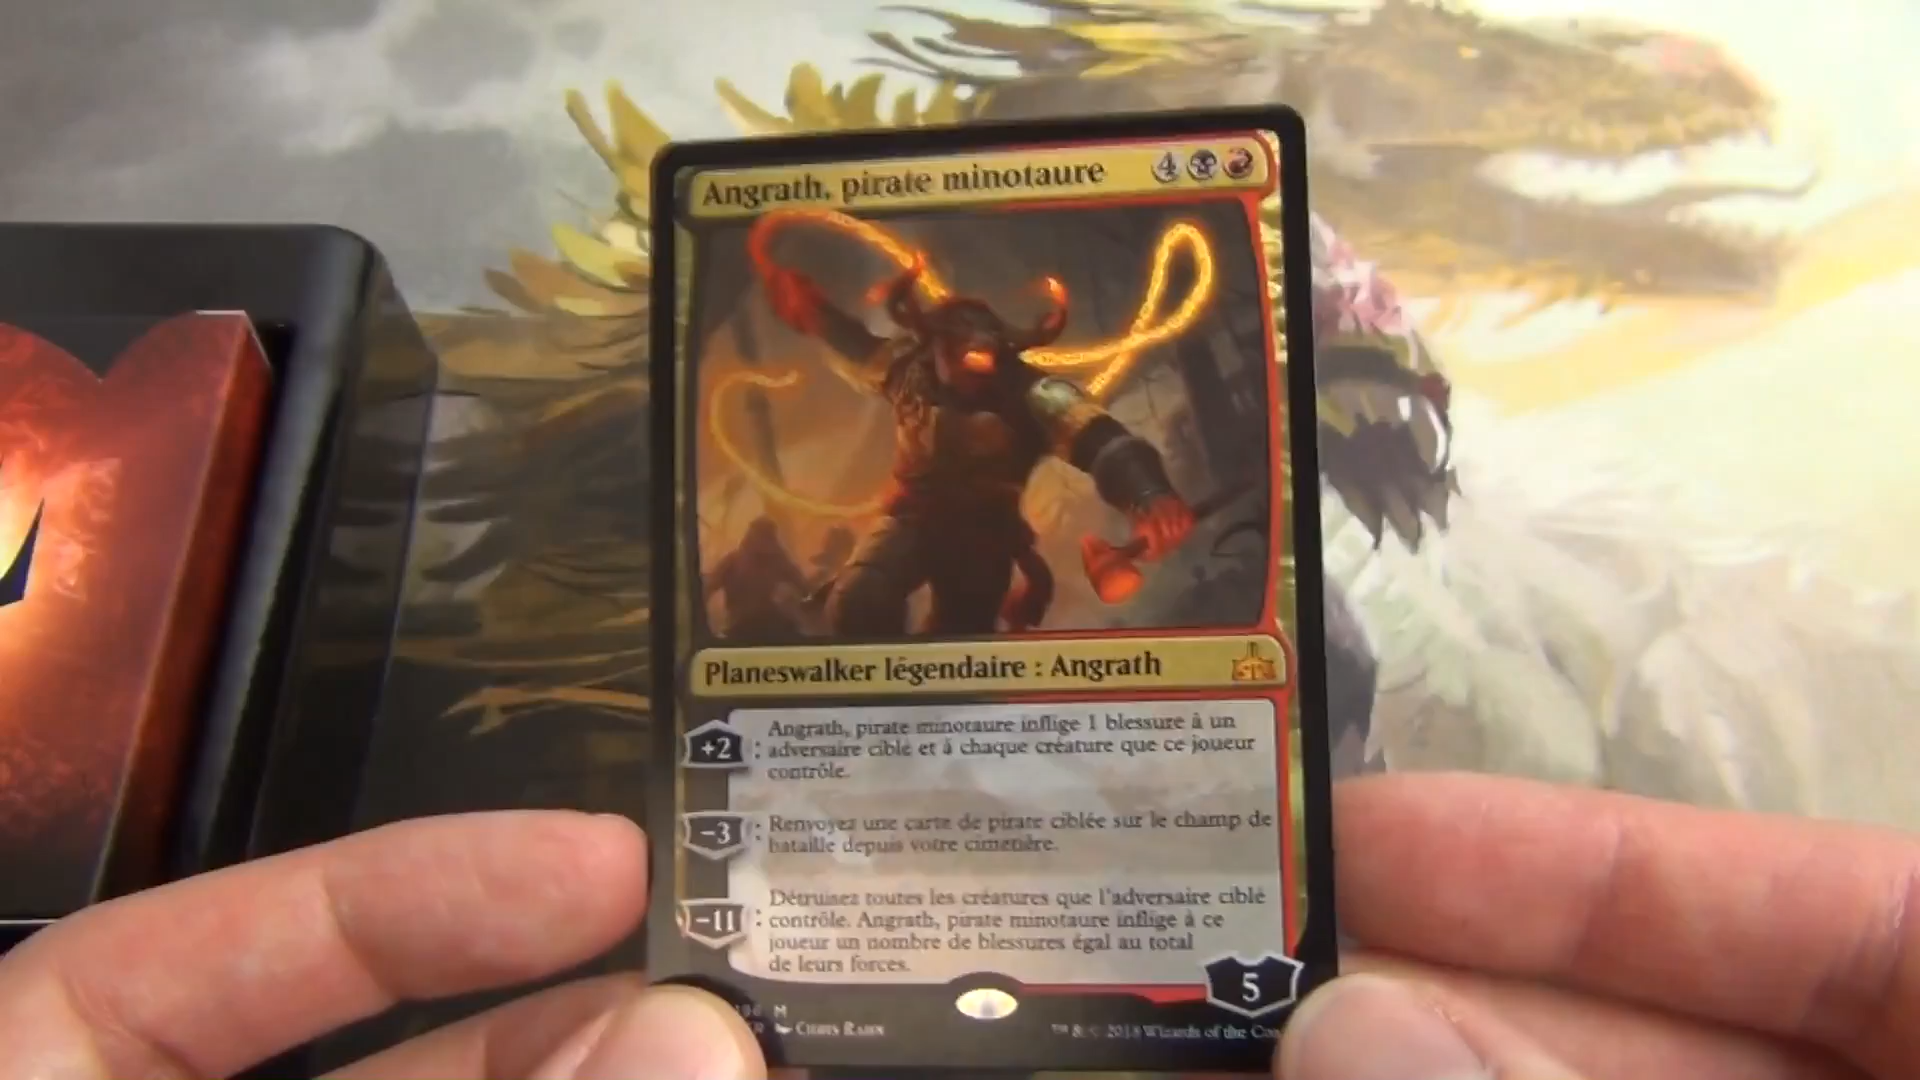 Angrath, pirate minotaure 4
Planeswalker légendaire : Angrath
+2 : Angrath, pirate minotaure inflige 1 blessure à un
adversaire ciblé et à chaque créature que ce joueur
contrôle.
-3 : Renvoyez une carte de pirate ciblée sur le champ de
bataille depuis votre cimetière.
-11 : Détruisez toutes les créatures que l'adversaire ciblé
contrôle. Angrath, pirate minotaure inflige à ce
joueur un nombre de blessures égal au total
de leurs forces.
5
M
Chris Rahn
™ & © 2018 Wizards of the